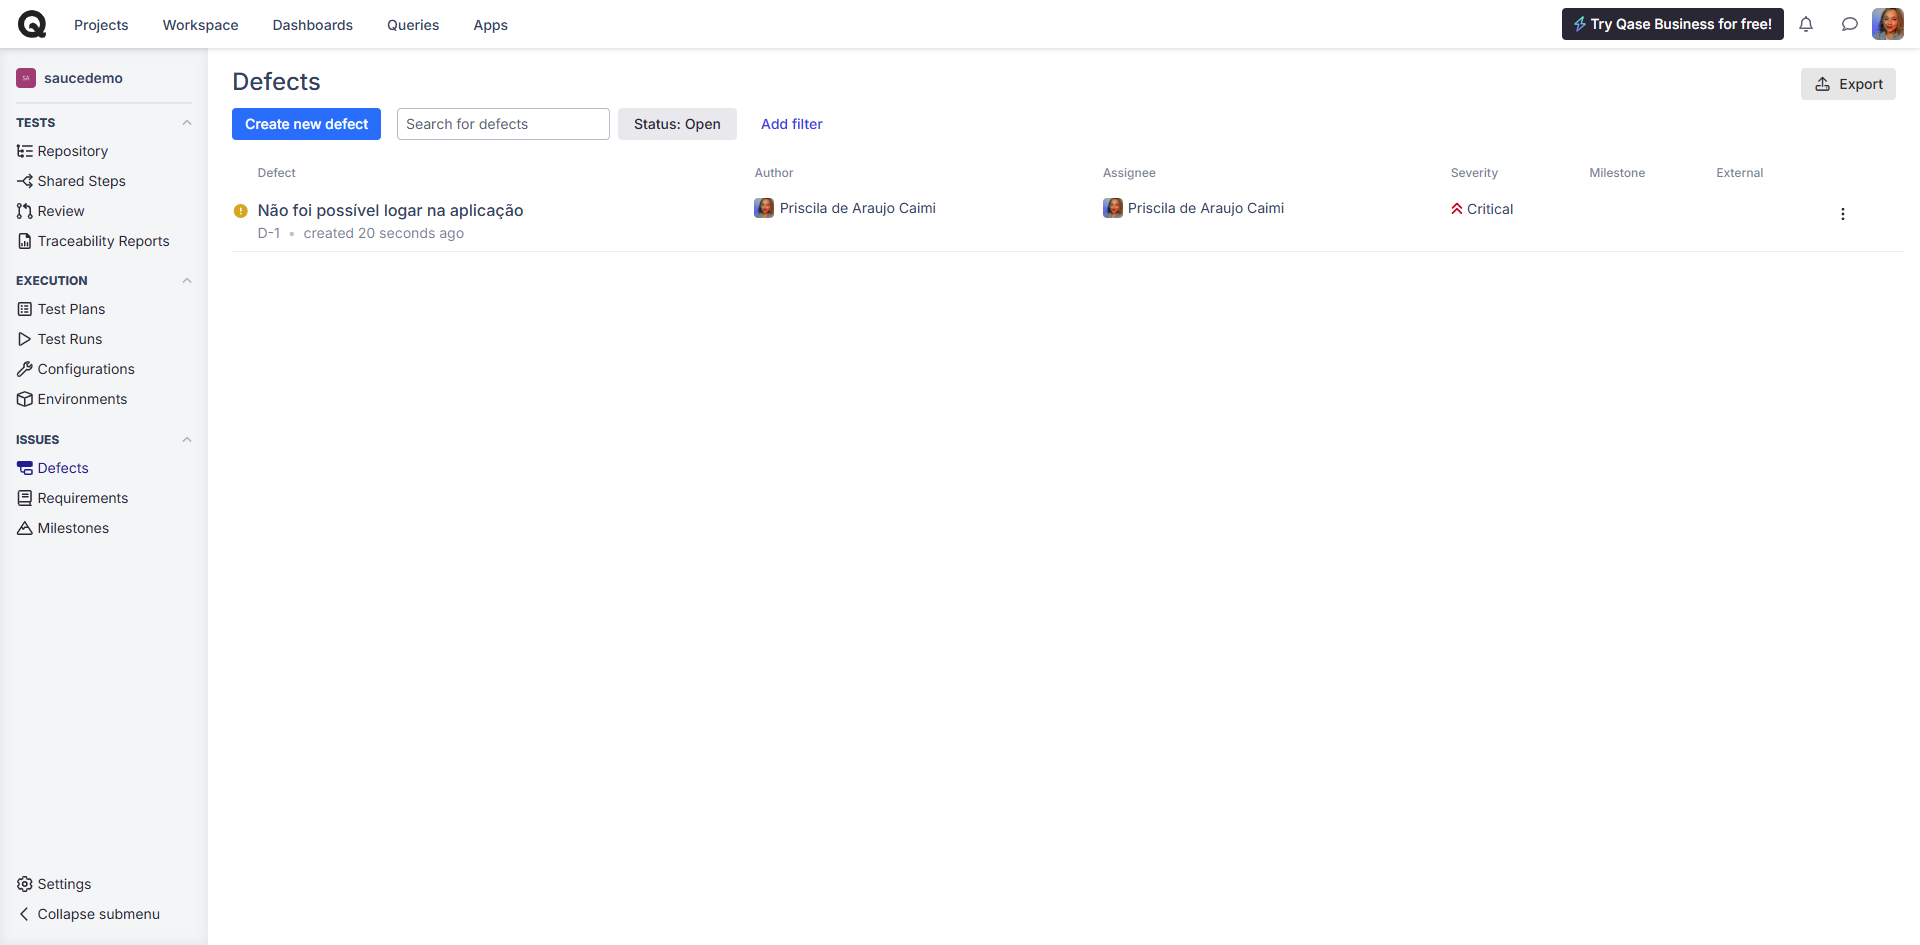 Projects Workspace Dashboards Queries Apps Try Qase Business for free!
SA saucedemo
TESTS
Repository
Shared Steps
Review
Traceability Reports
EXECUTION
Test Plans
Test Runs
Configurations
Environments
ISSUES
Defects
Requirements
Milestones
Settings
Collapse submenu
Defects
Export
Create new defect Search for defects Status: Open Add filter
Defect Author Assignee Severity Milestone External
Não foi possível logar na aplicação Priscila de Araujo Caimi Priscila de Araujo Caimi Critical
D-1 • created 20 seconds ago